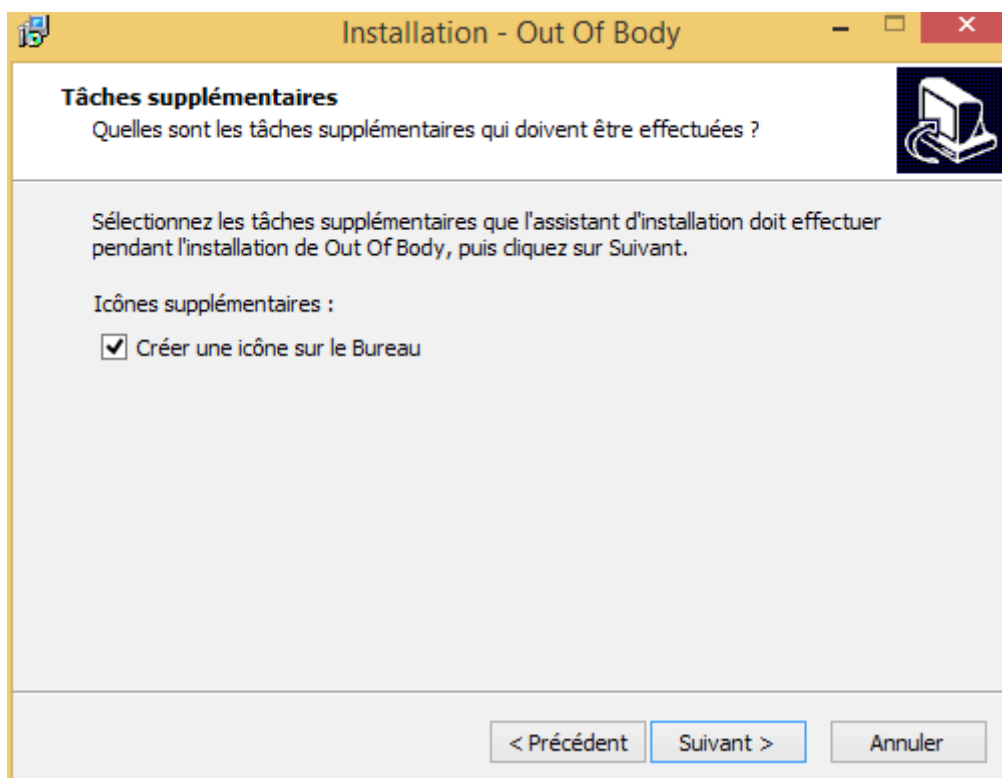 Installation - Out Of Body
Tâches supplémentaires
Quelles sont les tâches supplémentaires qui doivent être effectuées ?
Sélectionnez les tâches supplémentaires que l'assistant d'installation doit effectuer
pendant l'installation de Out Of Body, puis cliquez sur Suivant.
Icônes supplémentaires :
Créer une icône sur le Bureau
< Précédent
Suivant >
Annuler